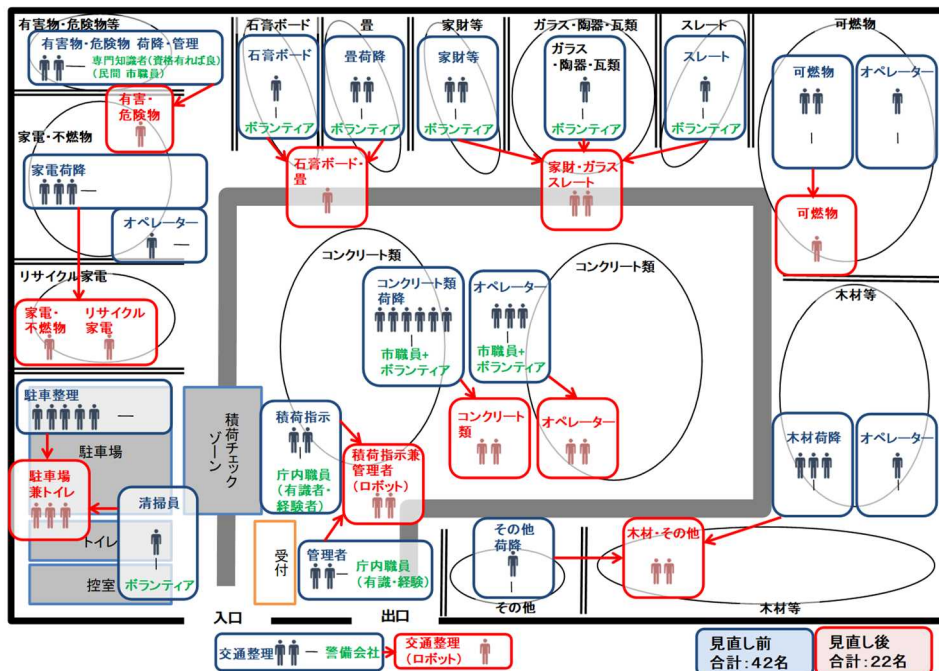 有害物・危険物等
有害物・危険物 荷降・管理
専門知識者(資格有れば良)
(民間 市職員)
有害・
危険物
石膏ボード
石膏ボード
ボランティア
畳
畳荷降
ボランティア
石膏ボード・
畳
家財等
家財等
ボランティア
ガラス・陶器・瓦類
ガラス
・陶器・瓦類
ボランティア
スレート
スレート
ボランティア
家財・ガラス
スレート
可燃物
可燃物
オペレーター
可燃物
家電・不燃物
家電荷降
オペレーター
リサイクル家電
家電・
不燃物
リサイクル
家電
コンクリート類
コンクリート類
荷降
市職員+
ボランティア
オペレーター
市職員+
ボランティア
コンクリート類
コンクリート
類
オペレーター
木材等
木材荷降
オペレーター
駐車整理
駐車場
駐車場
兼トイレ
清掃員
ボランティア
トイレ
控室
積荷チェック
ゾーン
積荷指示
庁内職員
(有識者・
経験者)
積荷指示兼
管理者
(ロボット)
受付
管理者
庁内職員
(有識・経験)
その他
荷降
その他
木材・その他
木材等
入口
出口
交通整理
警備会社
交通整理
(ロボット)
見直し前
合計:42名
見直し後
合計:22名